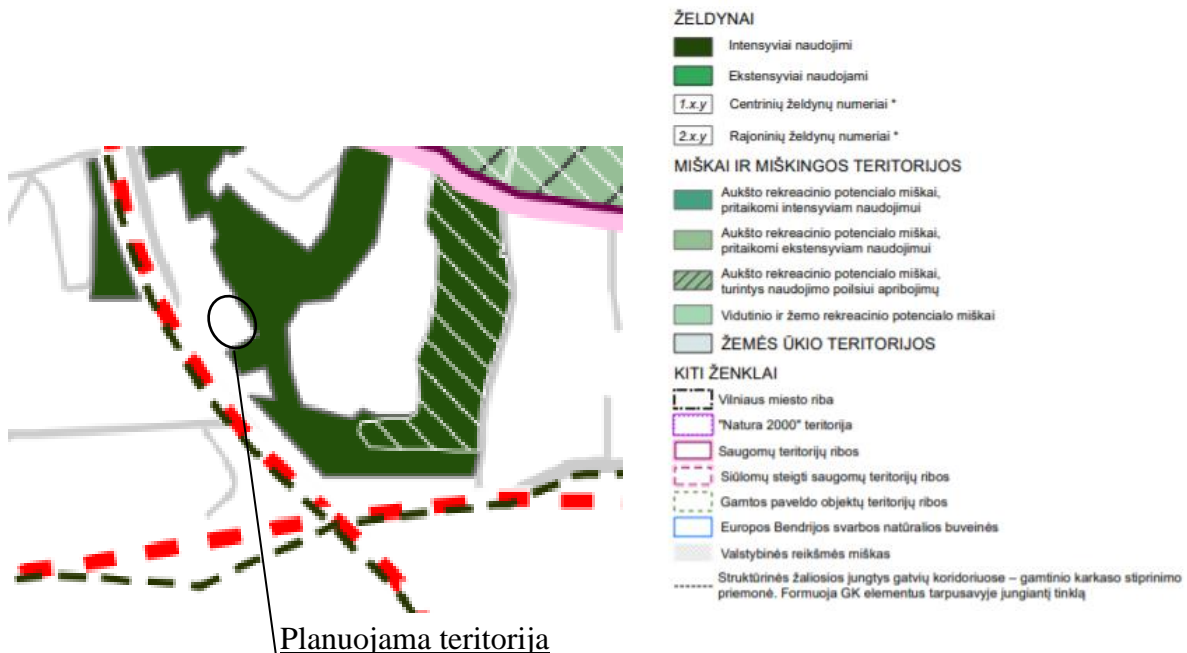 ŽELDYNAI
Intensyviai naudojimi
Ekstensyviai naudojami
1.x.y Centrinių želdynų numeriai *
2.x.y Rajoninių želdynų numeriai *
MIŠKAI IR MIŠKINGOS TERITORIJOS
Aukšto rekreacinio potencialo miškai,
pritaikomi intensyviam naudojimui
Aukšto rekreacinio potencialo miškai,
pritaikomi ekstensyviam naudojimui
Aukšto rekreacinio potencialo miškai,
turintys naudojimo poilsiui apribojimų
Vidutinio ir žemo rekreacinio potencialo miškai
ŽEMĖS ŪKIO TERITORIJOS
KITI ŽENKLAI
Vilniaus miesto riba
"Natura 2000" teritorija
Saugomų teritorijų ribos
Siūlomų steigti saugomų teritorijų ribos
Gamtos paveldo objektų teritorijų ribos
Europos Bendrijos svarbos natūralios buveinės
Valstybinės reikšmės miškas
Struktūrinės žaliosios jungtys gatvių koridoriuose – gamtinio karkaso stiprinimo
priemonė. Formuoja GK elementus tarpusavyje jungiantį tinklą
Planuojama teritorija